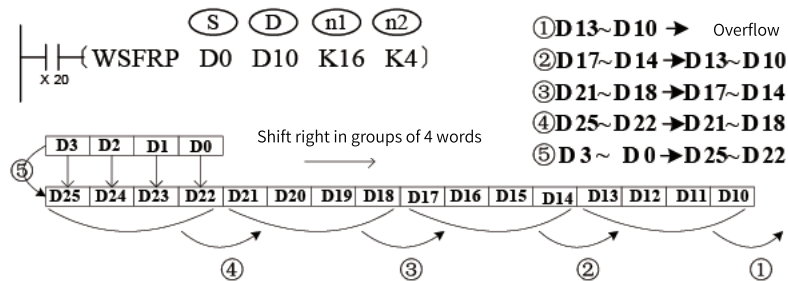 S D n1 n2
WSFRP D0 D10 K16 K4
X 20
①D13~D10 → Overflow
②D17~D14→D13~D10
③D21~D18→D17~D14
④D25~D22→D21~D18
⑤D3~ D0→D25~D22
Shift right in groups of 4 words
D3 D2 D1 D0
⑤
D25 D24 D23 D22 D21 D20 D19 D18 D17 D16 D15 D14 D13 D12 D11 D10
④ ③ ② ①